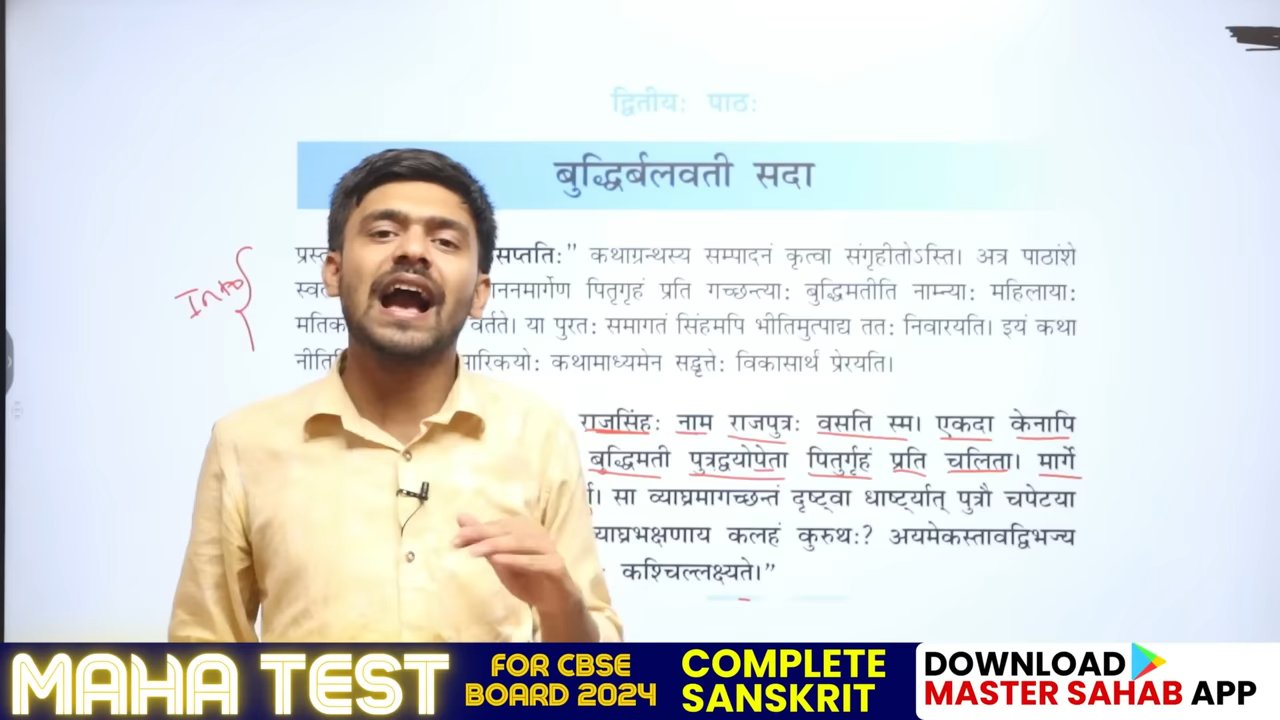 द्वितीयः पाठः
बुद्धिर्बलवती सदा
प्रस्त सप्ततिः” कथाग्रन्थस्य सम्पादनं कृत्वा संगृहीतोऽस्ति। अत्र पाठांशे
स्वल ाननमार्गेण पितृगृहं प्रति गच्छन्त्याः बुद्धिमतीति नाम्न्याः महिलायाः
मतिक वर्तते। या पुरतः समागतं सिंहमपि भीतिमुत्पाद्य ततः निवारयति। इयं कथा
नीति ारिकयोः कथामाध्यमेन सद्वृत्तेः विकासार्थं प्रेरयति।
Intro
राजसिंहः नाम राजपुत्रः वसति स्म। एकदा केनापि
बुद्धिमती पुत्रद्वयोपेता पितुर्गृहं प्रति चलिता। मार्गे
सा व्याघ्रमागच्छन्तं दृष्ट्वा धाष्टर्यात् पुत्रौ चपेटया
याघ्रभक्षणाय कलहं कुरुथः? अयमेकस्तावद्विभज्य
कश्चिल्लक्ष्यते।”
MAHA TEST FOR CBSE BOARD 2024
COMPLETE SANSKRIT
DOWNLOAD
MASTER SAHAB APP